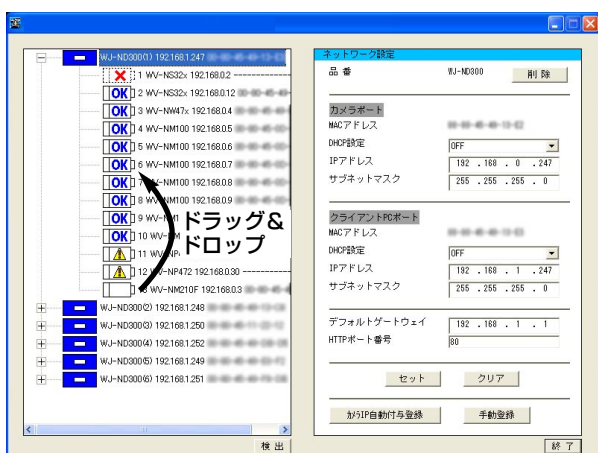 WJ-ND300(1) 192.168.1.247
1 WV-NS32x 192.168.0.2
OK 2 WV-NS32x 192.168.0.12
OK 3 WV-NW47x 192.168.0.4
OK 4 WV-NM100 192.168.0.5
OK 5 WV-NM100 192.168.0.6
OK 6 WV-NM100 192.168.0.7
OK 7 WV-NM100 192.168.0.8
OK 8 WV-NM100 192.168.0.9
OK 9 WV-
OK 10 WV-
11 WV-NP
12 WV-NP472 192.168.0.30
WV-NM210F 192.168.0.3
ドラッグ&
ドロップ
WJ-ND300(2) 192.168.1.248
WJ-ND300(3) 192.168.1.250
WJ-ND300(4) 192.168.1.252
WJ-ND300(5) 192.168.1.249
WJ-ND300(6) 192.168.1.251
検 出
ネットワーク設定
品 番 WJ-ND300 削 除
カメラポート
MACアドレス
DHCP設定 OFF
IPアドレス 192 . 168 . 0 . 247
サブネットマスク 255 . 255 . 255 . 0
クライアントPCポート
MACアドレス
DHCP設定 OFF
IPアドレス 192 . 168 . 1 . 247
サブネットマスク 255 . 255 . 255 . 0
デフォルトゲートウェイ 192 . 168 . 1 . 1
HTTPポート番号 80
セット クリア
カメラIP自動付与登録 手動登録
終 了